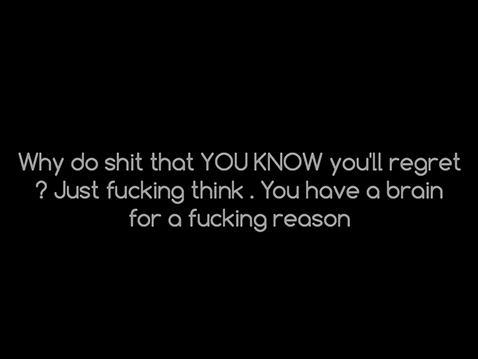 Why do shit that YOU KNOW you'll regret
? Just fucking think . You have a brain
for a fucking reason